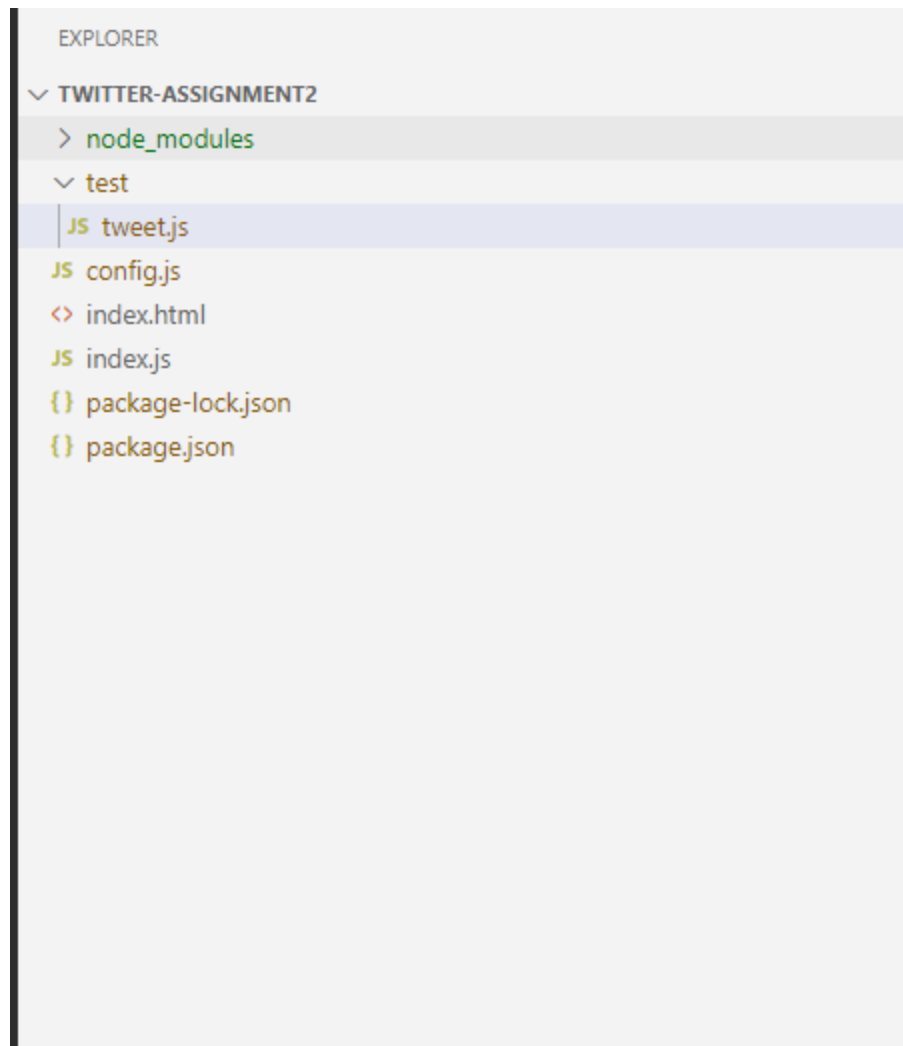 EXPLORER
TWITTER-ASSIGNMENT2
node_modules
test
JS tweet.js
JS config.js
<> index.html
JS index.js
{} package-lock.json
{} package.json